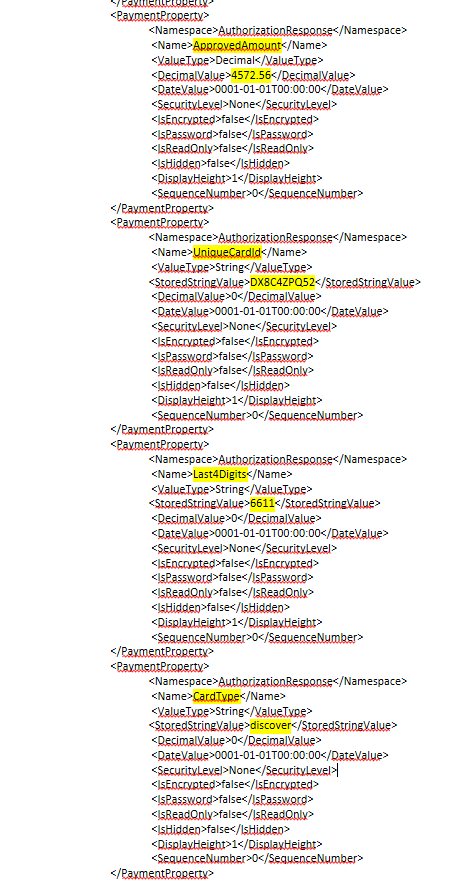 </PaymentProperty>
<PaymentProperty>
<Namespace>AuthorizationResponse</Namespace>
<Name>ApprovedAmount</Name>
<ValueType>Decimal</ValueType>
<DecimalValue>4572.56</DecimalValue>
<DateValue>0001-01-01T00:00:00</DateValue>
<SecurityLevel>None</SecurityLevel>
<IsEncrypted>false</IsEncrypted>
<IsPassword>false</IsPassword>
<IsReadOnly>false</IsReadOnly>
<IsHidden>false</IsHidden>
<DisplayHeight>1</DisplayHeight>
<SequenceNumber>0</SequenceNumber>
</PaymentProperty>
<PaymentProperty>
<Namespace>AuthorizationResponse</Namespace>
<Name>UniqueCardId</Name>
<ValueType>String</ValueType>
<StoredStringValue>DX8C4ZPQ52</StoredStringValue>
<DecimalValue>0</DecimalValue>
<DateValue>0001-01-01T00:00:00</DateValue>
<SecurityLevel>None</SecurityLevel>
<IsEncrypted>false</IsEncrypted>
<IsPassword>false</IsPassword>
<IsReadOnly>false</IsReadOnly>
<IsHidden>false</IsHidden>
<DisplayHeight>1</DisplayHeight>
<SequenceNumber>0</SequenceNumber>
</PaymentProperty>
<PaymentProperty>
<Namespace>AuthorizationResponse</Namespace>
<Name>Last4Digits</Name>
<ValueType>String</ValueType>
<StoredStringValue>6611</StoredStringValue>
<DecimalValue>0</DecimalValue>
<DateValue>0001-01-01T00:00:00</DateValue>
<SecurityLevel>None</SecurityLevel>
<IsEncrypted>false</IsEncrypted>
<IsPassword>false</IsPassword>
<IsReadOnly>false</IsReadOnly>
<IsHidden>false</IsHidden>
<DisplayHeight>1</DisplayHeight>
<SequenceNumber>0</SequenceNumber>
</PaymentProperty>
<PaymentProperty>
<Namespace>AuthorizationResponse</Namespace>
<Name>CardType</Name>
<ValueType>String</ValueType>
<StoredStringValue>discover</StoredStringValue>
<DecimalValue>0</DecimalValue>
<DateValue>0001-01-01T00:00:00</DateValue>
<SecurityLevel>None</SecurityLevel>
<IsEncrypted>false</IsEncrypted>
<IsPassword>false</IsPassword>
<IsReadOnly>false</IsReadOnly>
<IsHidden>false</IsHidden>
<DisplayHeight>1</DisplayHeight>
<SequenceNumber>0</SequenceNumber>
</PaymentProperty>